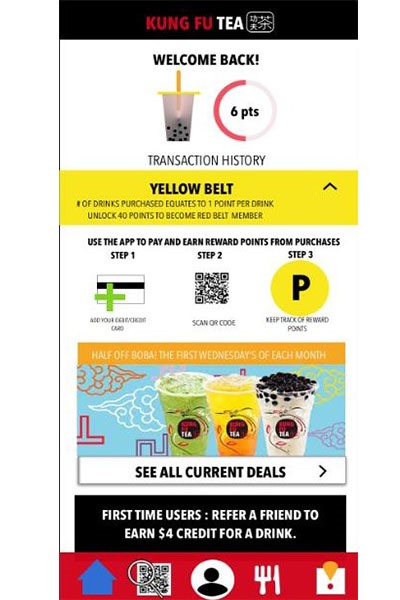 KUNG FU TEA 功夫茶
WELCOME BACK!
6 pts
TRANSACTION HISTORY
YELLOW BELT
# OF DRINKS PURCHASED EQUATES TO 1 POINT PER DRINK
UNLOCK 40 POINTS TO BECOME RED BELT MEMBER
USE THE APP TO PAY AND EARN REWARD POINTS FROM PURCHASES
STEP 1
STEP 2
STEP 3
P
ADD YOUR DEBIT/CREDIT
CARD
SCAN QR CODE
KEEP TRACK OF REWARD
POINTS
HALF OFF BOBA! THE FIRST WEDNESDAY'S OF EACH MONTH
KUNG
FU
TEA
KUNG
FU
TEA
KUNG
FU
TEA
SEE ALL CURRENT DEALS
FIRST TIME USERS : REFER A FRIEND TO
EARN $4 CREDIT FOR A DRINK.